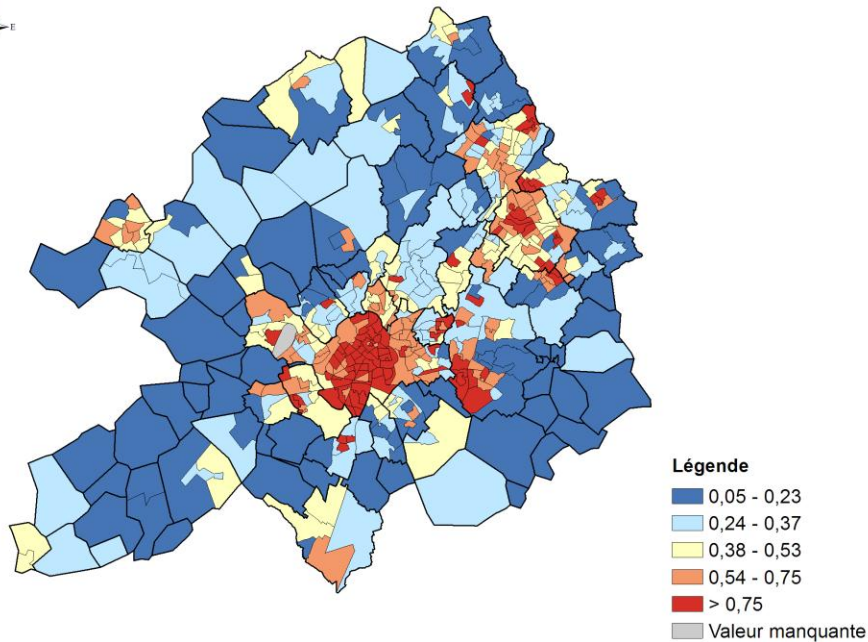 E
Légende
0,05 - 0,23
0,24 - 0,37
0,38 - 0,53
0,54 - 0,75
> 0,75
Valeur manquante